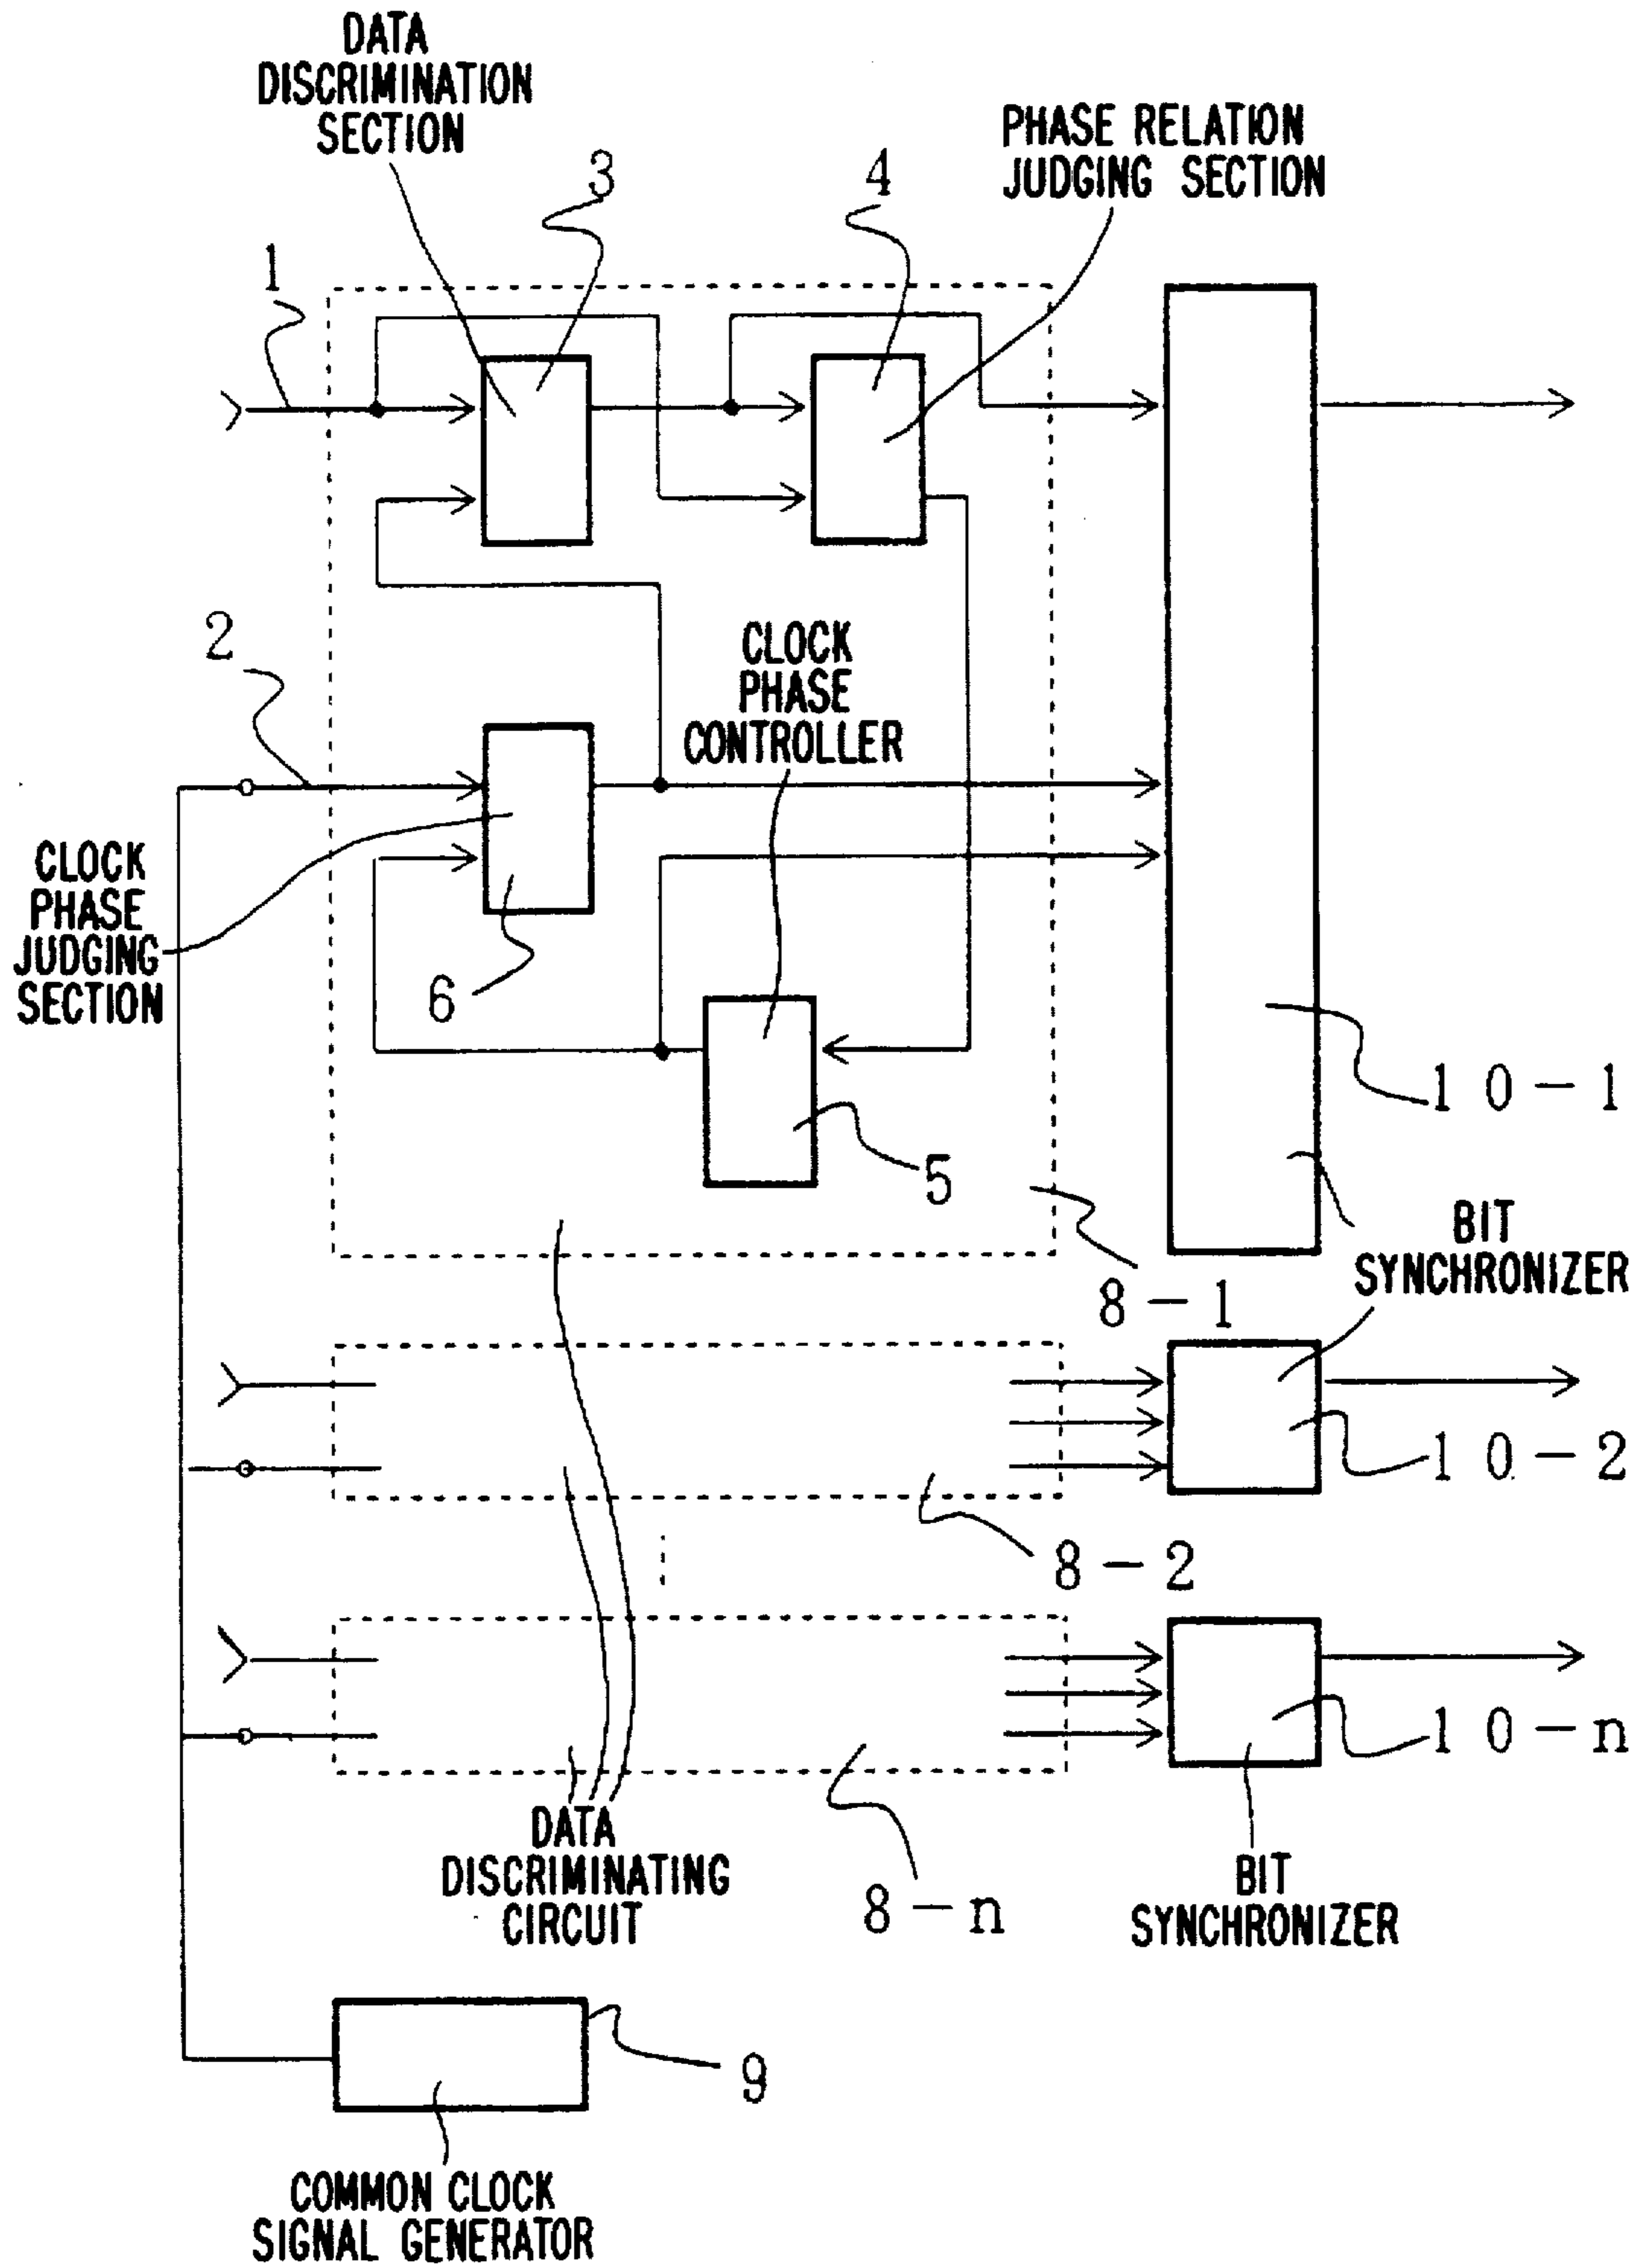 DATA
DISCRIMINATION
SECTION
PHASE RELATION
JUDGING SECTION
3
4
1
2
CLOCK
PHASE
CONTROLLER
CLOCK
PHASE
JUDGING
SECTION
6
5
10-1
BIT
SYNCHRONIZER
8-1
10-2
8-2
10-n
DATA
DISCRIMINATING
CIRCUIT
8-n
BIT
SYNCHRONIZER
9
COMMON CLOCK
SIGNAL GENERATOR